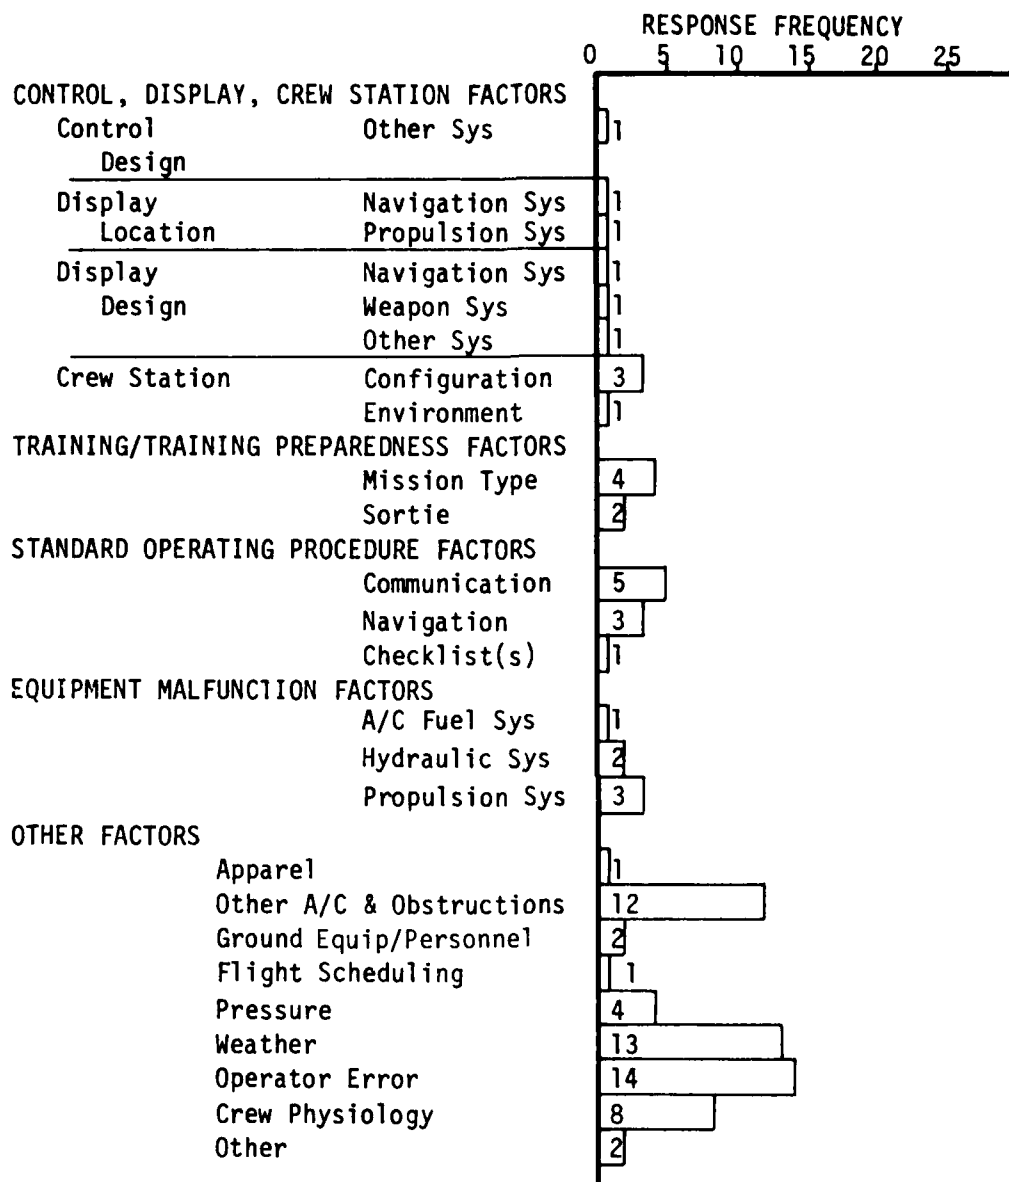 RESPONSE FREQUENCY
0 5 10 15 20 25
CONTROL, DISPLAY, CREW STATION FACTORS
Control Other Sys 1
Design
Display Navigation Sys 1
Location Propulsion Sys 1
Display Navigation Sys 1
Design Weapon Sys 1
Other Sys 1
Crew Station Configuration 3
Environment 1
TRAINING/TRAINING PREPAREDNESS FACTORS
Mission Type 4
Sortie 2
STANDARD OPERATING PROCEDURE FACTORS
Communication 5
Navigation 3
Checklist(s) 1
EQUIPMENT MALFUNCTION FACTORS
A/C Fuel Sys 1
Hydraulic Sys 2
Propulsion Sys 3
OTHER FACTORS
Apparel 1
Other A/C & Obstructions 12
Ground Equip/Personnel 2
Flight Scheduling 1
Pressure 4
Weather 13
Operator Error 14
Crew Physiology 8
Other 2